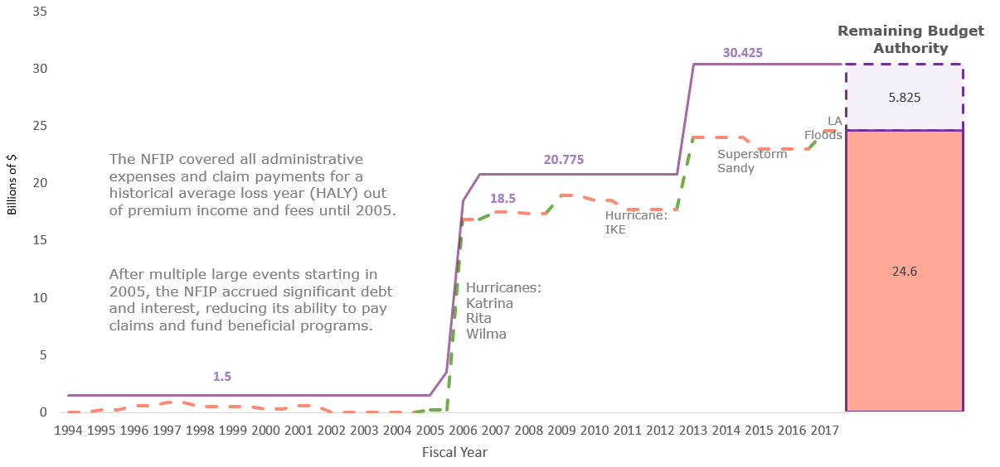 35
Remaining Budget
Authority
30.425
30
5.825
25
LA
Floods
Superstorm
Sandy
The NFIP covered all administrative
expenses and claim payments for a
historical average loss year (HALY) out
of premium income and fees until 2005.
20.775
20
18.5
Billions of $
Hurricane:
IKE
15
After multiple large events starting in
2005, the NFIP accrued significant debt
and interest, reducing its ability to pay
claims and fund beneficial programs.
Hurricanes:
Katrina
Rita
Wilma
24.6
10
5
1.5
0
1994 1995 1996 1997 1998 1999 2000 2001 2002 2003 2004 2005 2006 2007 2008 2009 2010 2011 2012 2013 2014 2015 2016 2017
Fiscal Year